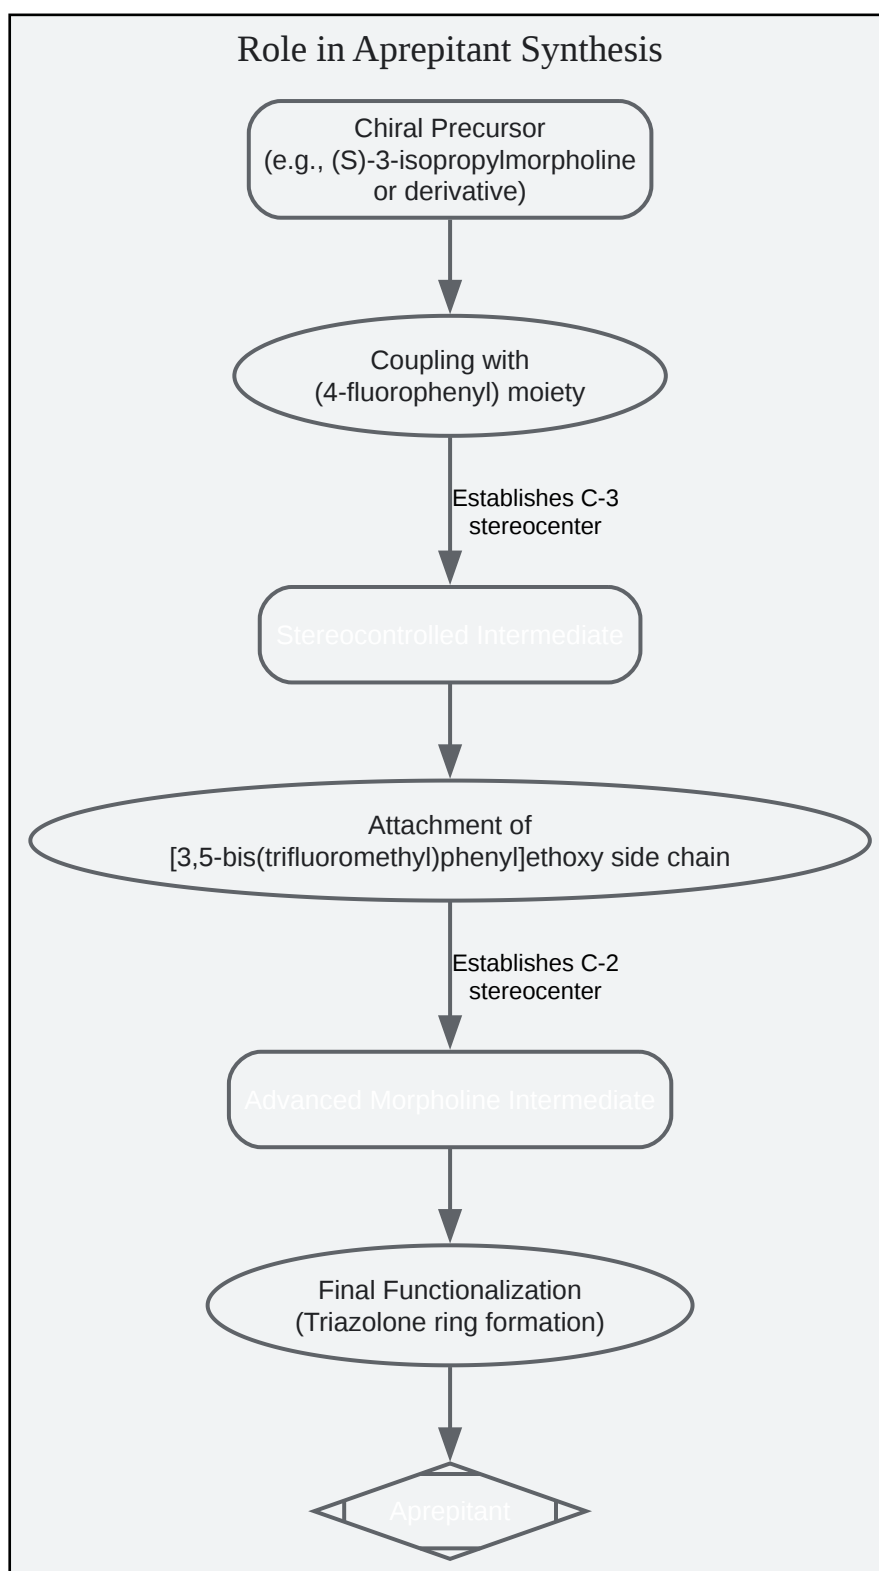 Role in Aprepitant Synthesis
Chiral Precursor
(e.g., (S)-3-isopropylmorpholine
or derivative)
Coupling with
(4-fluorophenyl) moiety
Establishes C-3
stereocenter
Stereocontrolled Intermediate
Attachment of
[3,5-bis(trifluoromethyl)phenyl]ethoxy side chain
Establishes C-2
stereocenter
Advanced Morpholine Intermediate
Final Functionalization
(Triazolone ring formation)
Aprepitant